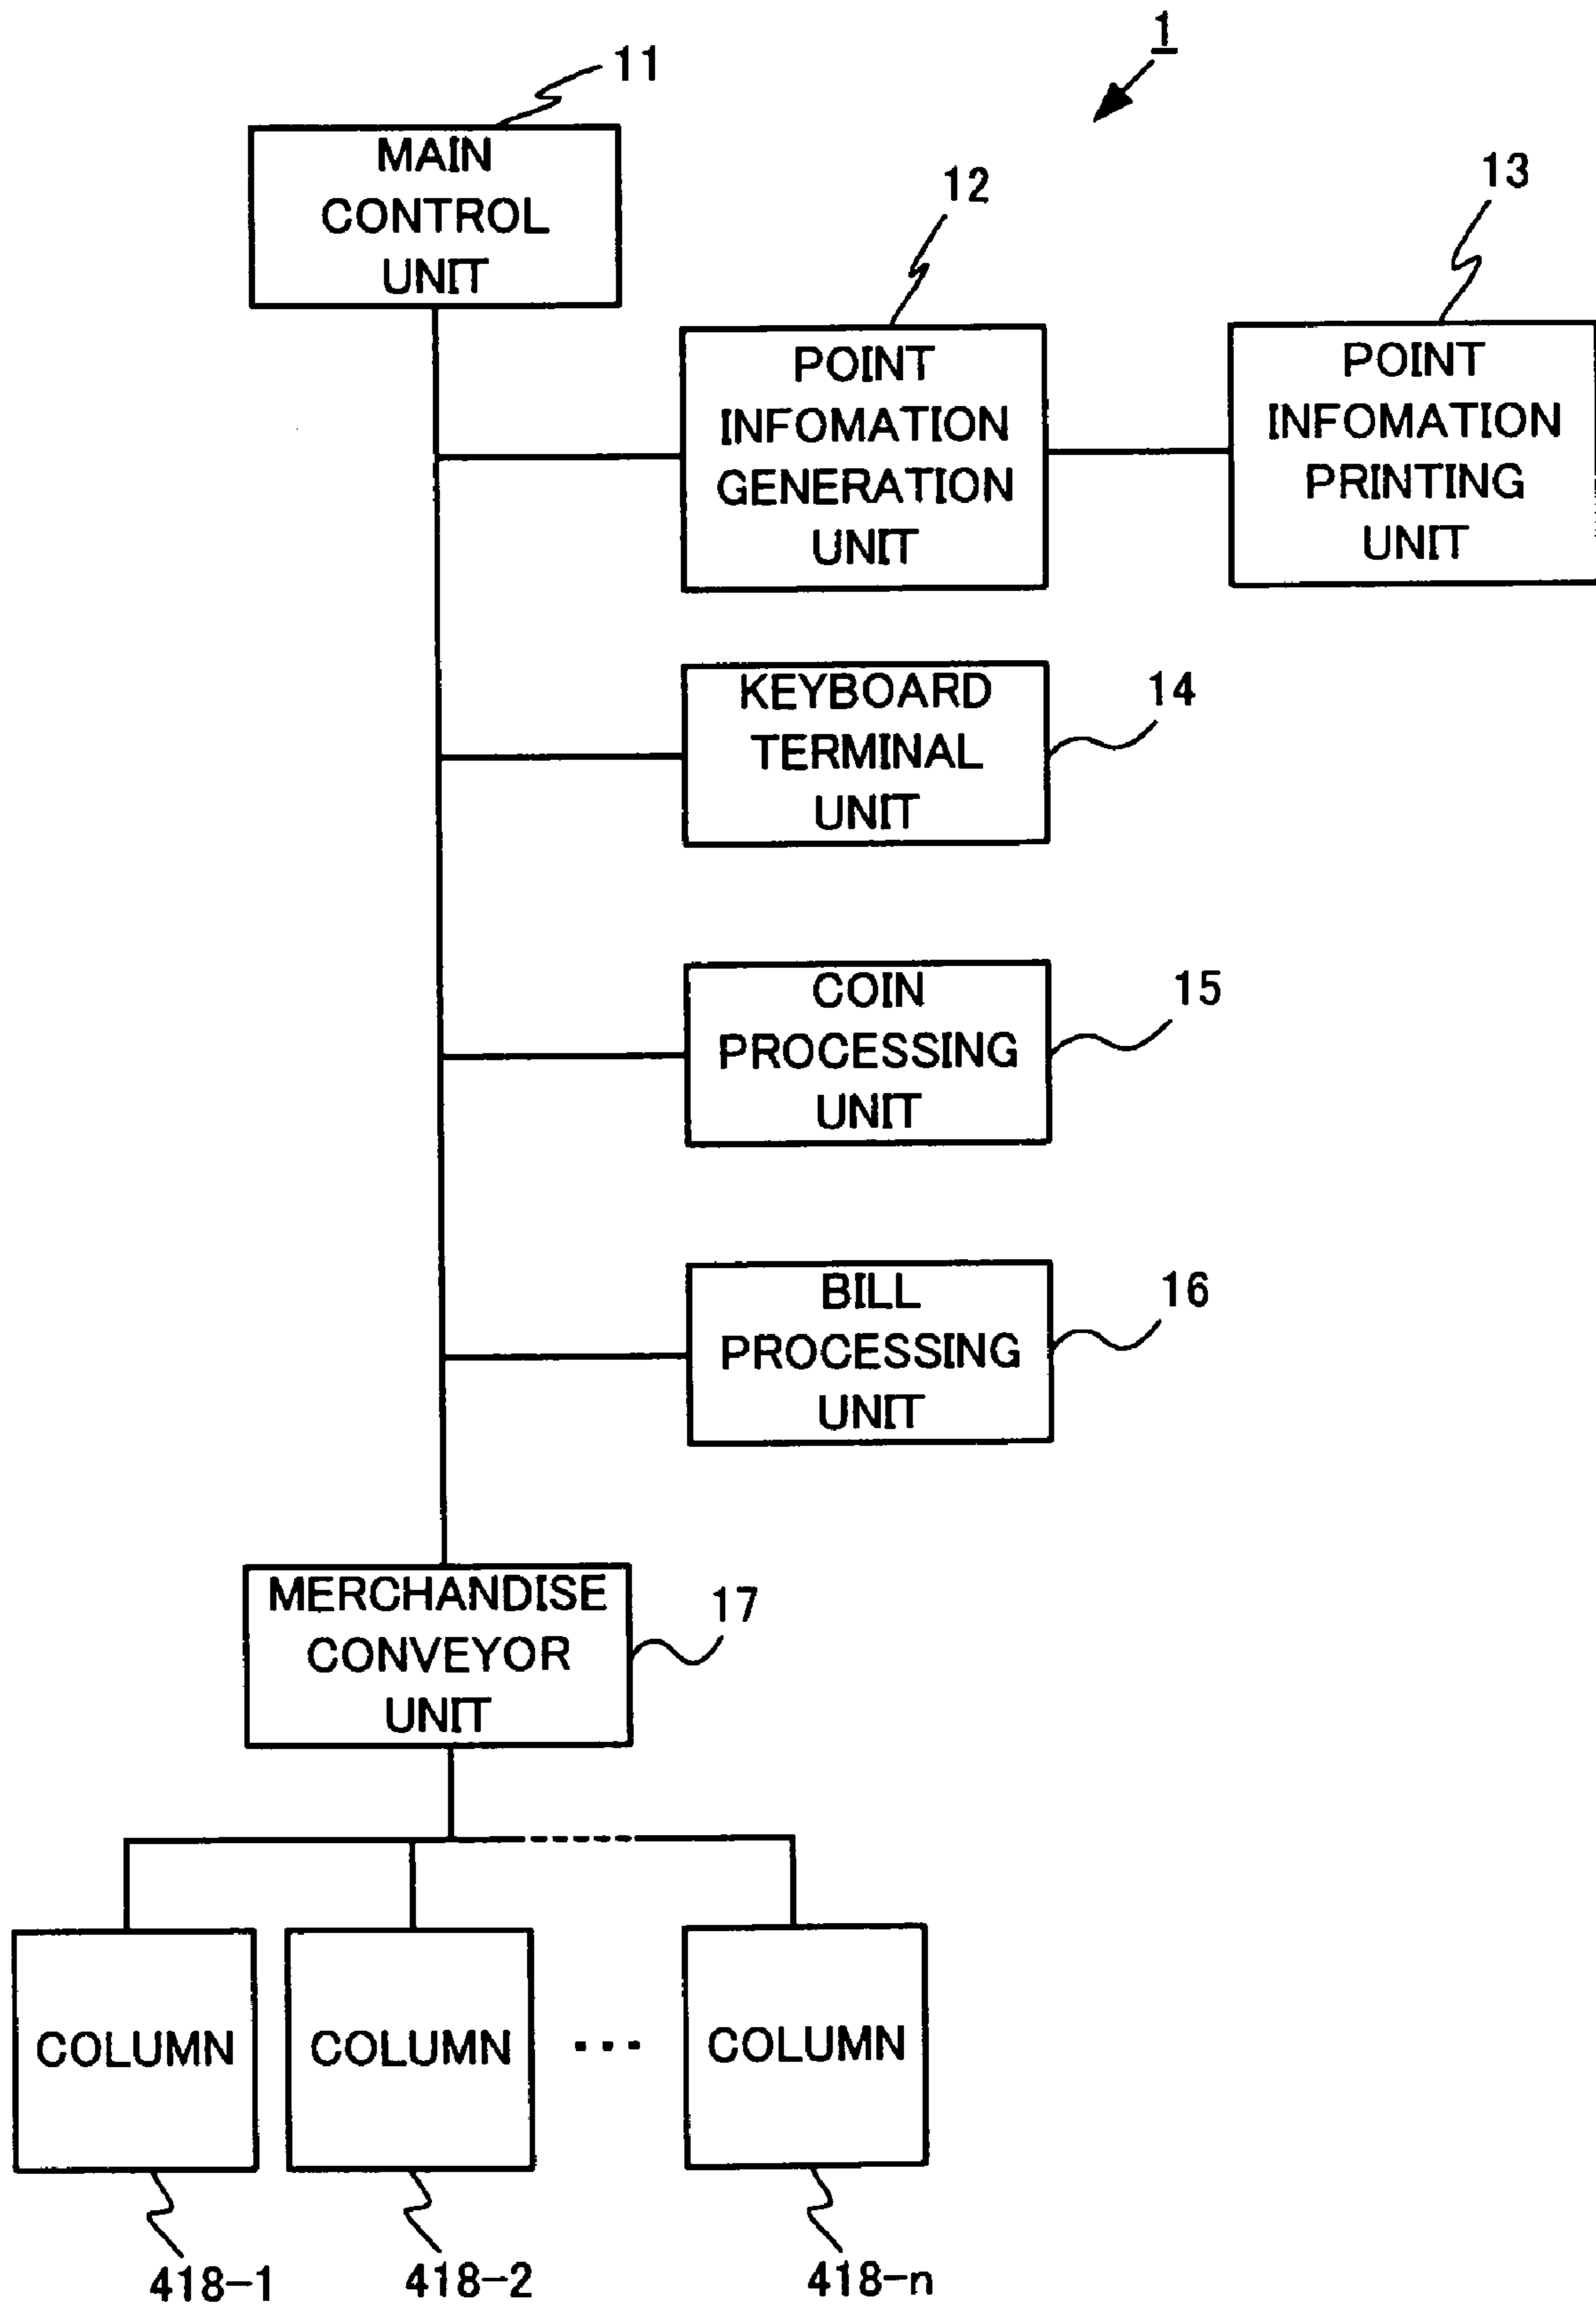 1
11
MAIN
CONTROL
UNIT
12
13
POINT
INFOMATION
GENERATION
UNIT
POINT
INFOMATION
PRINTING
UNIT
KEYBOARD
TERMINAL
UNIT
14
COIN
PROCESSING
UNIT
15
BILL
PROCESSING
UNIT
16
MERCHANDISE
CONVEYOR
UNIT
17
COLUMN
COLUMN
...
COLUMN
418-1
418-2
418-n